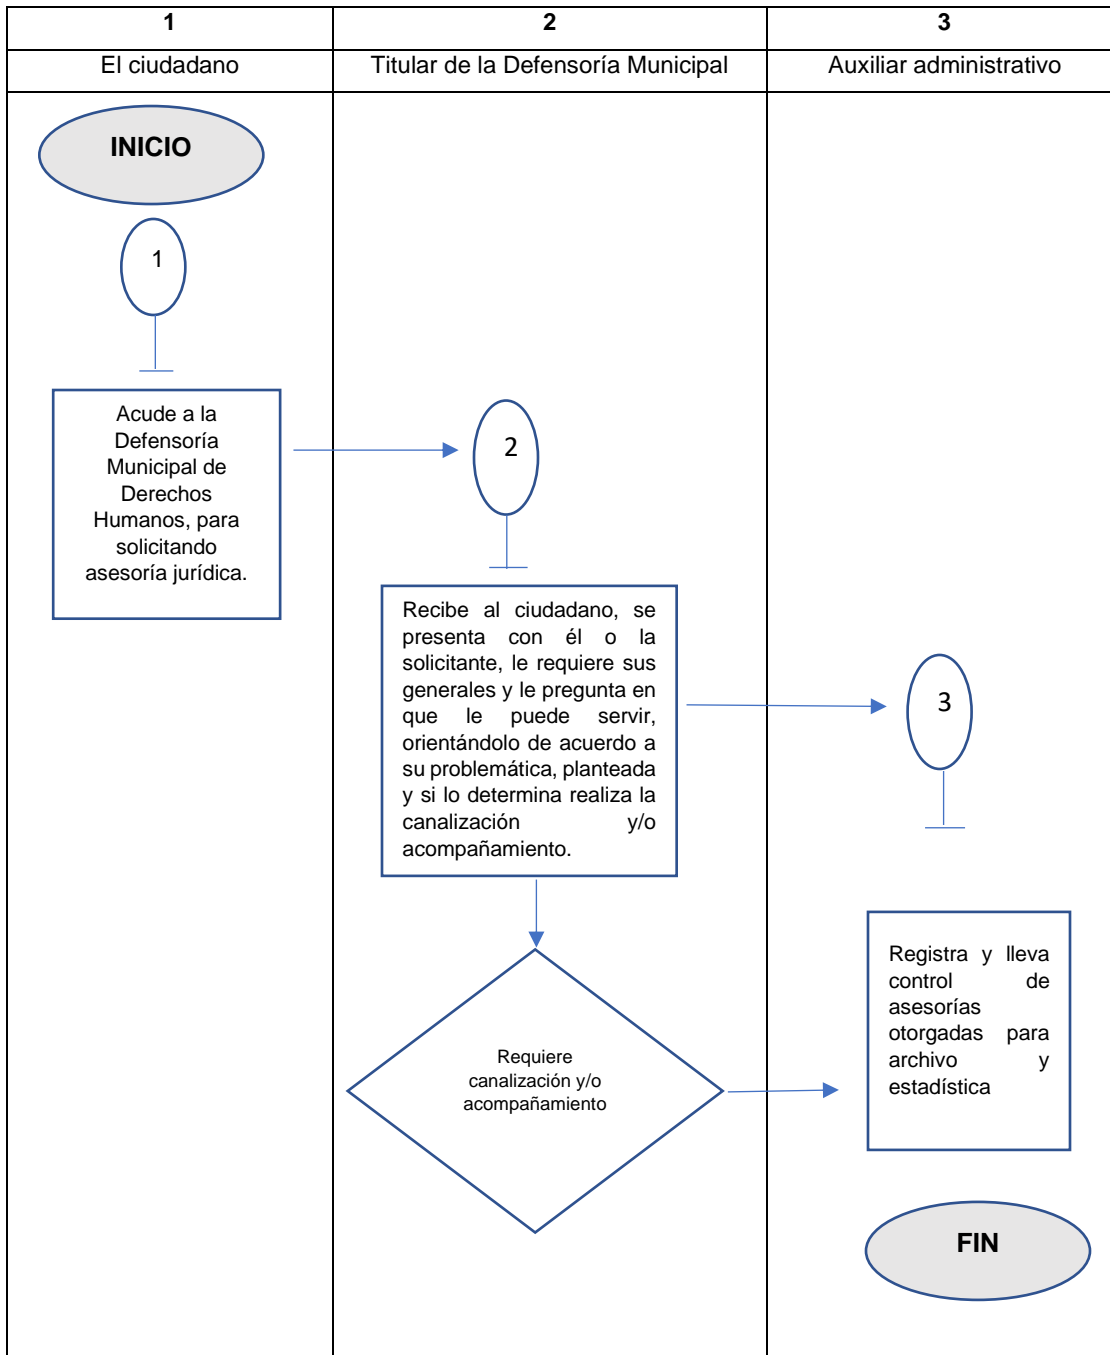 1
2
3
El ciudadano
Titular de la Defensoría Municipal
Auxiliar administrativo
INICIO
1
Acude a la
Defensoría
Municipal de
Derechos
Humanos, para
solicitando
asesoría jurídica.
2
Recibe al ciudadano, se
presenta con él o la
solicitante, le requiere sus
generales y le pregunta en
que le puede servir,
orientándolo de acuerdo a
su problemática, planteada
y si lo determina realiza la
canalización y/o
acompañamiento.
3
Requiere
canalización y/o
acompañamiento
Registra y lleva
control de
asesorías
otorgadas para
archivo y
estadística
FIN